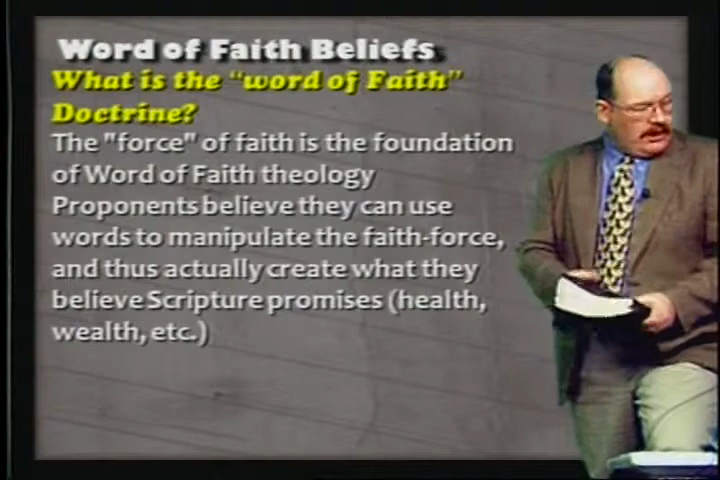 Word of Faith Beliefs
What is the "word of Faith"
Doctrine?
The "force" of faith is the foundation
of Word of Faith theology
Proponents believe they can use
words to manipulate the faith-force,
and thus actually create what they
believe Scripture promises (health,
wealth, etc.)